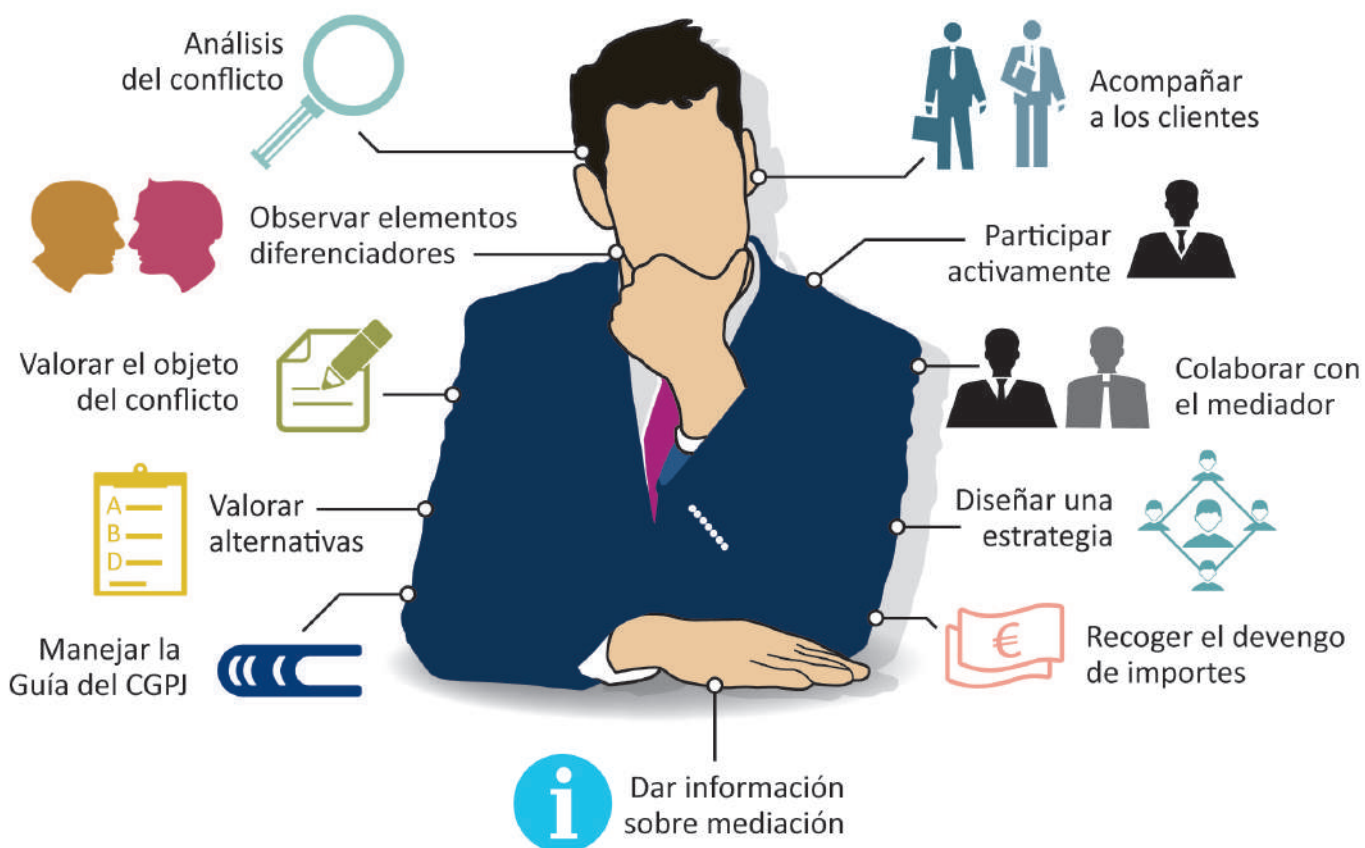 Análisis
del conflicto
Observar elementos
diferenciadores
Valorar el objeto
del conflicto
A
B
D
Valorar
alternativas
Manejar la
Guía del CGPJ
Acompañar
a los clientes
Participar
activamente
Colaborar con
el mediador
Diseñar una
estrategia
€
Recoger el devengo
de importes
i
Dar información
sobre mediación